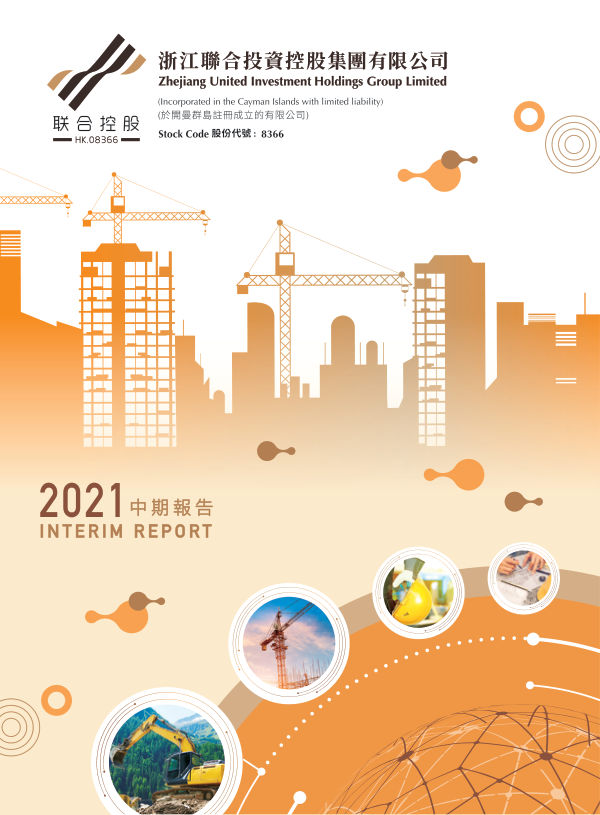 联合控股
HK.08366
浙江聯合投資控股集團有限公司
Zhejiang United Investment Holdings Group Limited
(Incorporated in the Cayman Islands with limited liability)
(於開曼群島註冊成立的有限公司)
Stock Code 股份代號： 8366
2021 中期報告
INTERIM REPORT